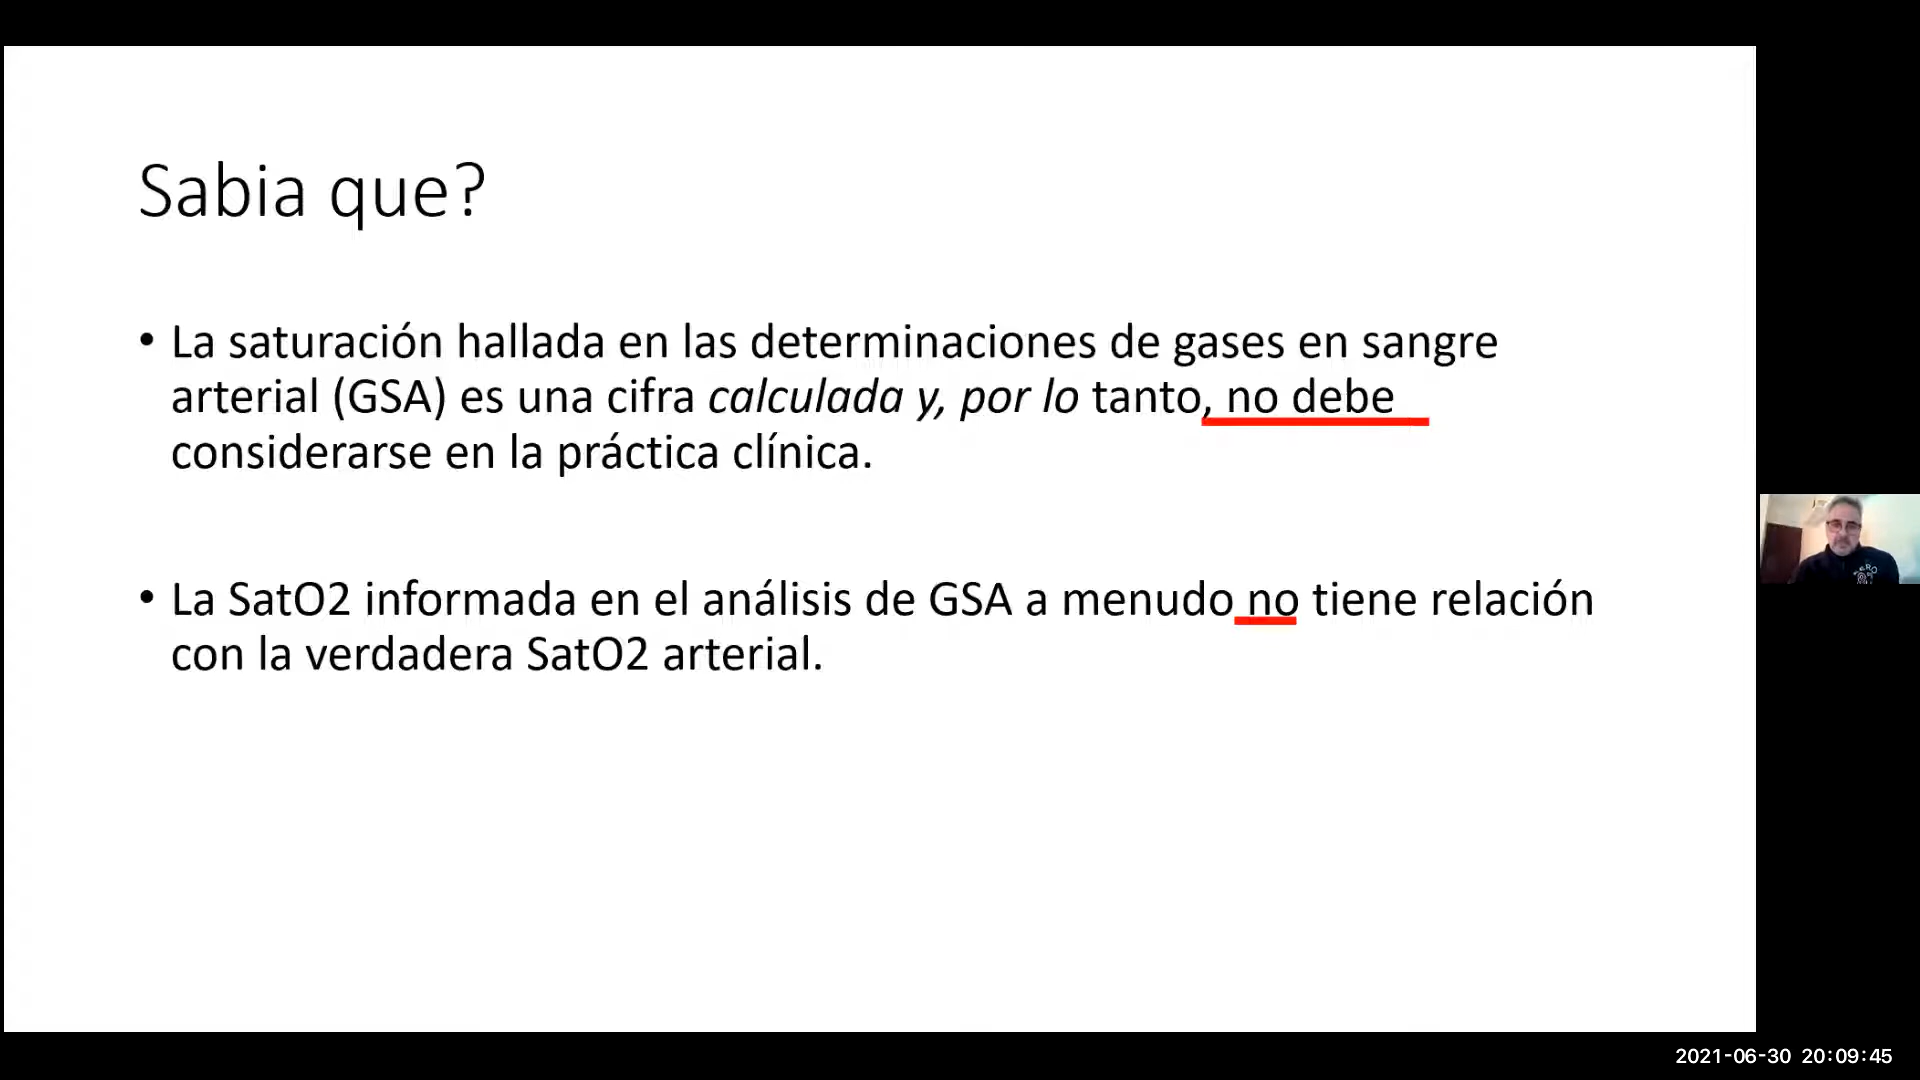 Sabia que?
• La saturación hallada en las determinaciones de gases en sangre
arterial (GSA) es una cifra calculada y, por lo tanto, no debe
considerarse en la práctica clínica.
• La SatO2 informada en el análisis de GSA a menudo no tiene relación
con la verdadera SatO2 arterial.
2021-06-30 20:09:45